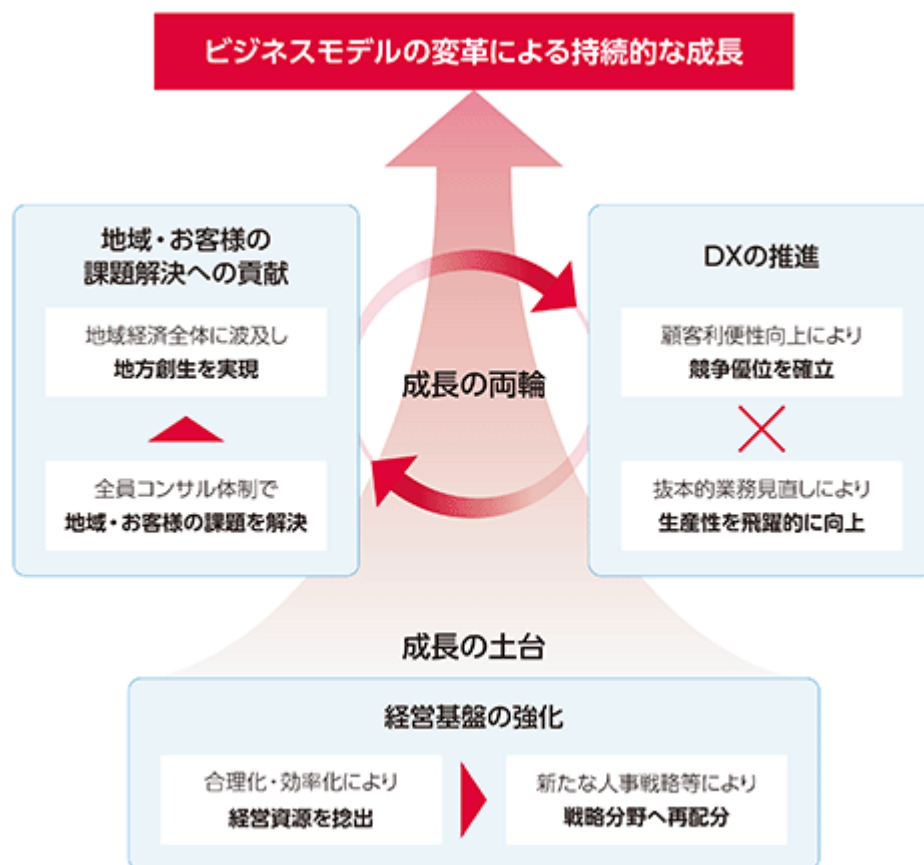 ビジネスモデルの変革による持続的な成長
地域・お客様の
課題解決への貢献
地域経済全体に波及し
地方創生を実現
全員コンサル体制で
地域・お客様の課題を解決
成長の両輪
DXの推進
顧客利便性向上により
競争優位を確立
抜本的業務見直しにより
生産性を飛躍的に向上
成長の土台
経営基盤の強化
合理化・効率化により
経営資源を捻出
新たな人事戦略等により
戦略分野へ再配分